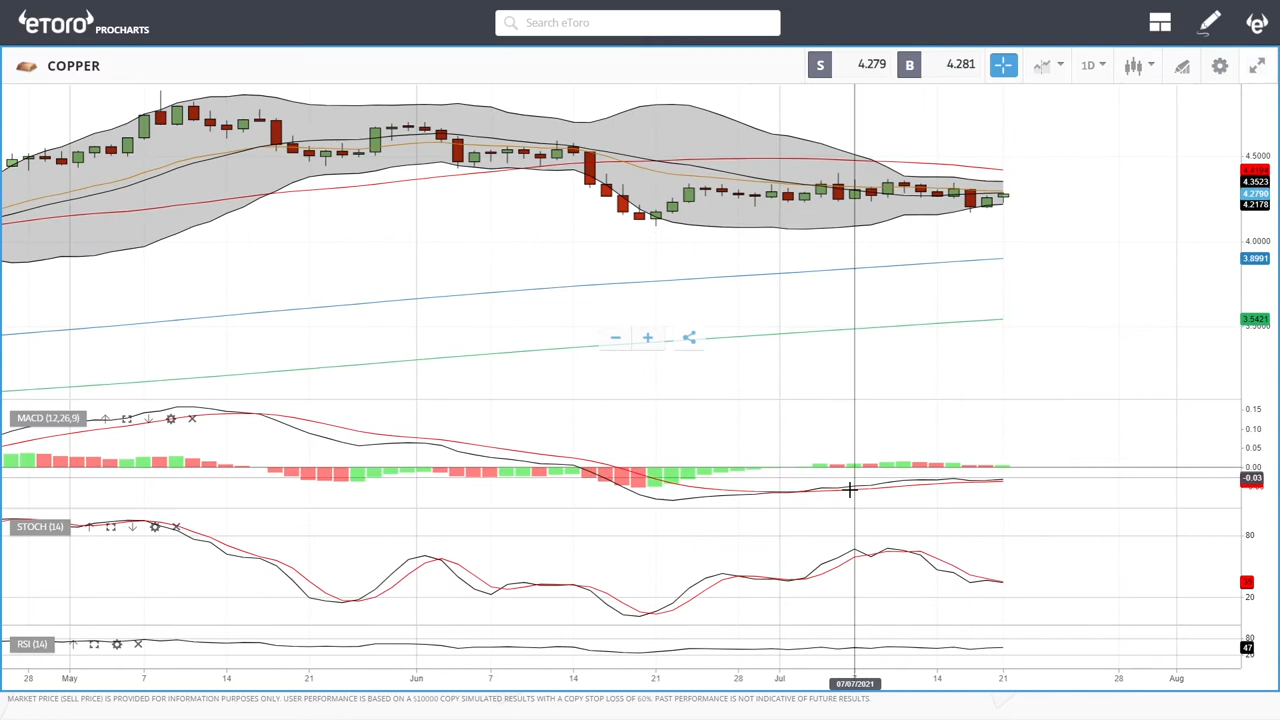 eToro PROCHARTS
Search eToro
COPPER
S 4.279 B 4.281 1D
4.5000
4.3523
4.2790
4.2178
4.0000
3.8991
3.5421
MACD (12,26,9)
0.15
0.10
0.05
0.00
-0.03
STOCH (14)
80
20
RSI (14)
80
47
20
28 May 7 14 21 Jun 7 14 21 28 Jul 07/07/2021 14 21 28 Aug
MARKET PRICE (SELL PRICE) IS PROVIDED FOR INFORMATION PURPOSES ONLY. USER PERFORMANCE IS BASED ON A $10000 COPY SIMULATED RESULTS WITH A COPY STOP LOSS OF 60%. PAST PERFORMANCE IS NOT INDICATIVE OF FUTURE RESULTS.